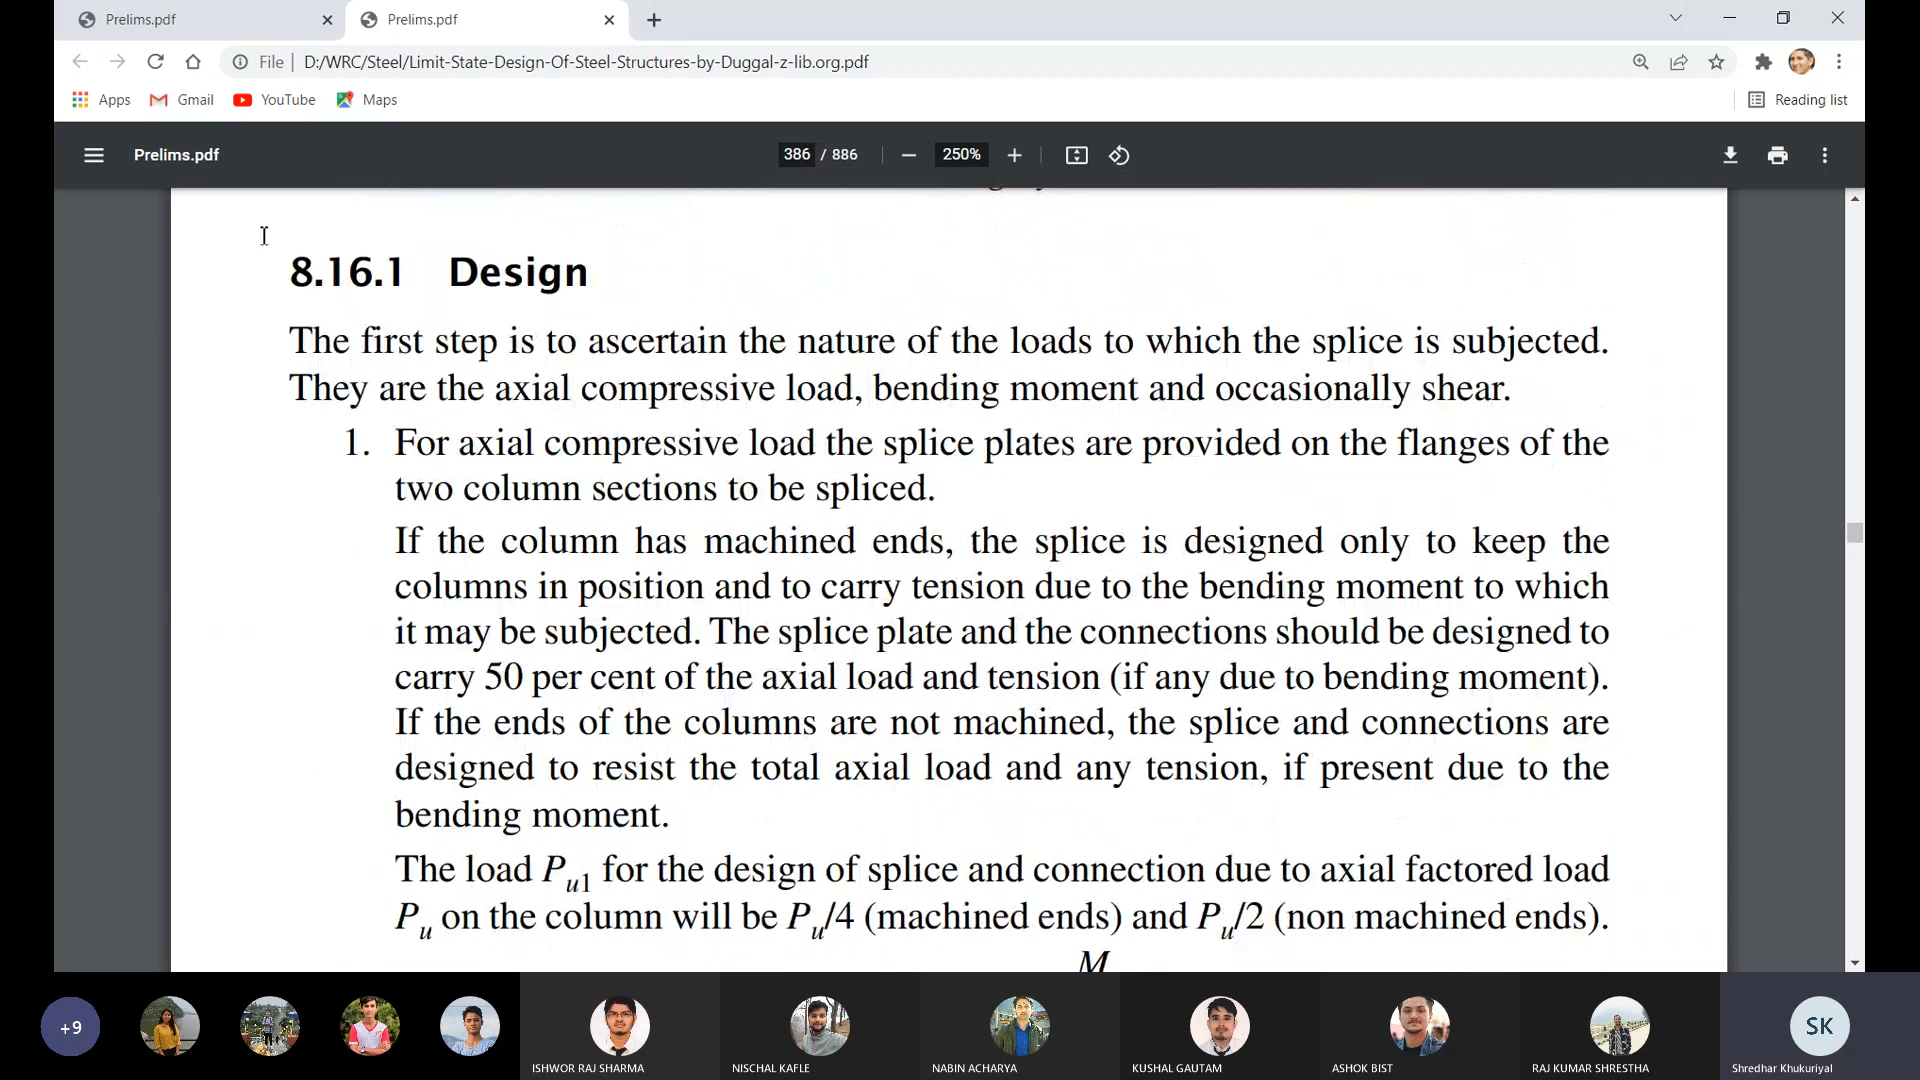 Prelims.pdf
Prelims.pdf
File
D:/WRC/Steel/Limit-State-Design-Of-Steel-Structures-by-Duggal-z-lib.org.pdf
Apps
Gmail
YouTube
Maps
Reading list
Prelims.pdf
386 / 886
250%
8.16.1 Design
The first step is to ascertain the nature of the loads to which the splice is subjected.
They are the axial compressive load, bending moment and occasionally shear.
1. For axial compressive load the splice plates are provided on the flanges of the
two column sections to be spliced.
If the column has machined ends, the splice is designed only to keep the
columns in position and to carry tension due to the bending moment to which
it may be subjected. The splice plate and the connections should be designed to
carry 50 per cent of the axial load and tension (if any due to bending moment).
If the ends of the columns are not machined, the splice and connections are
designed to resist the total axial load and any tension, if present due to the
bending moment.
The load Pu1 for the design of splice and connection due to axial factored load
Pu on the column will be Pu/4 (machined ends) and Pu/2 (non machined ends).
M
+9
ISHWOR RAJ SHARMA
NISCHAL KAFLE
NABIN ACHARYA
KUSHAL GAUTAM
ASHOK BIST
RAJ KUMAR SHRESTHA
SK
Shredhar Khukuriyal